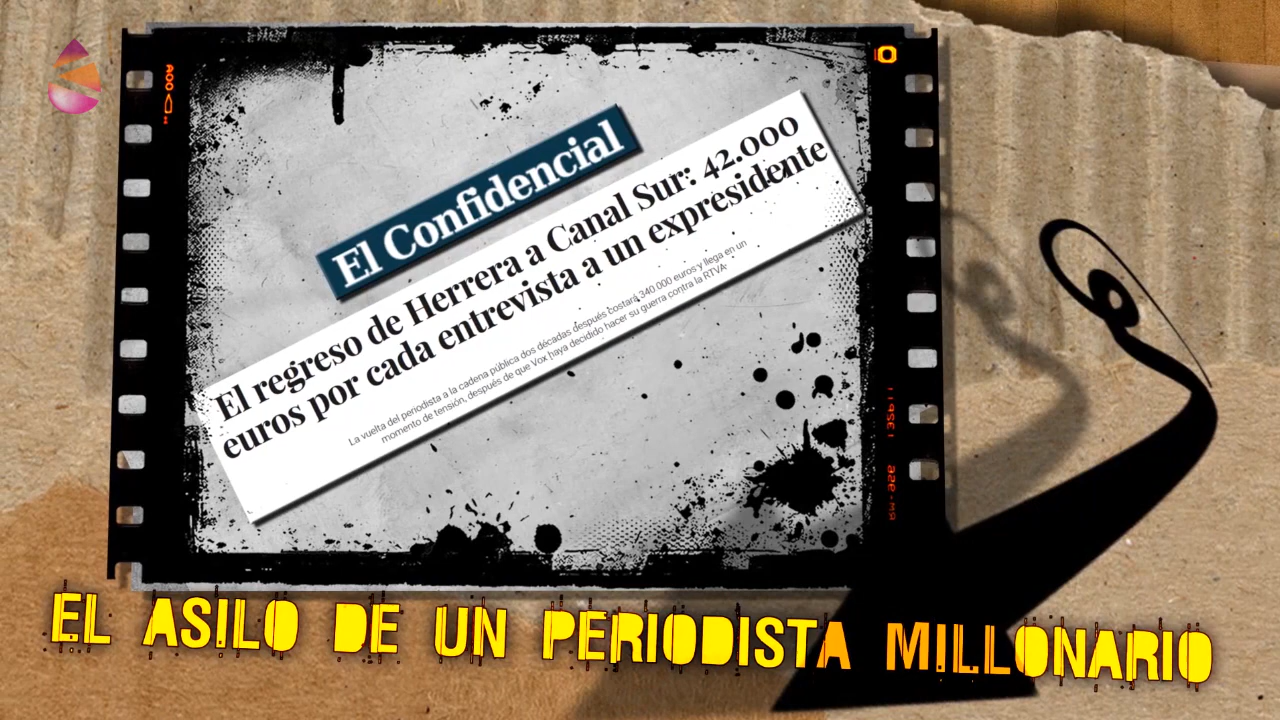 El Confidencial
El regreso de Herrera a Canal Sur: 42.000
euros por cada entrevista a un expresidente
La vuelta del periodista a la cadena pública dos décadas después costará 340.000 euros y llega en un
momento de tensión, después de que Vox haya decidido hacer su guerra contra la RTVA
EL ASILO DE UN PERIODISTA MILLONARIO